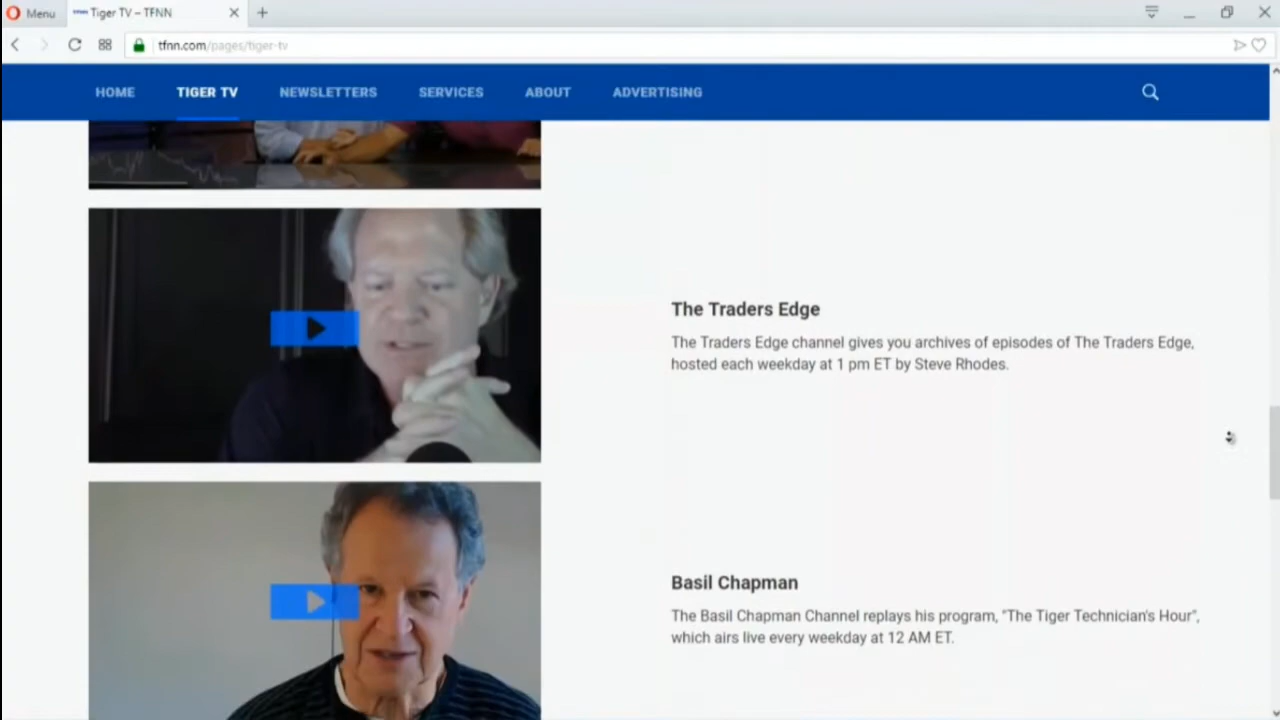 Menu
Tiger TV – TFNN
tfnn.com/pages/tiger-tv
HOME
TIGER TV
NEWSLETTERS
SERVICES
ABOUT
ADVERTISING
The Traders Edge
The Traders Edge channel gives you archives of episodes of The Traders Edge,
hosted each weekday at 1 pm ET by Steve Rhodes.
Basil Chapman
The Basil Chapman Channel replays his program, "The Tiger Technician's Hour",
which airs live every weekday at 12 AM ET.